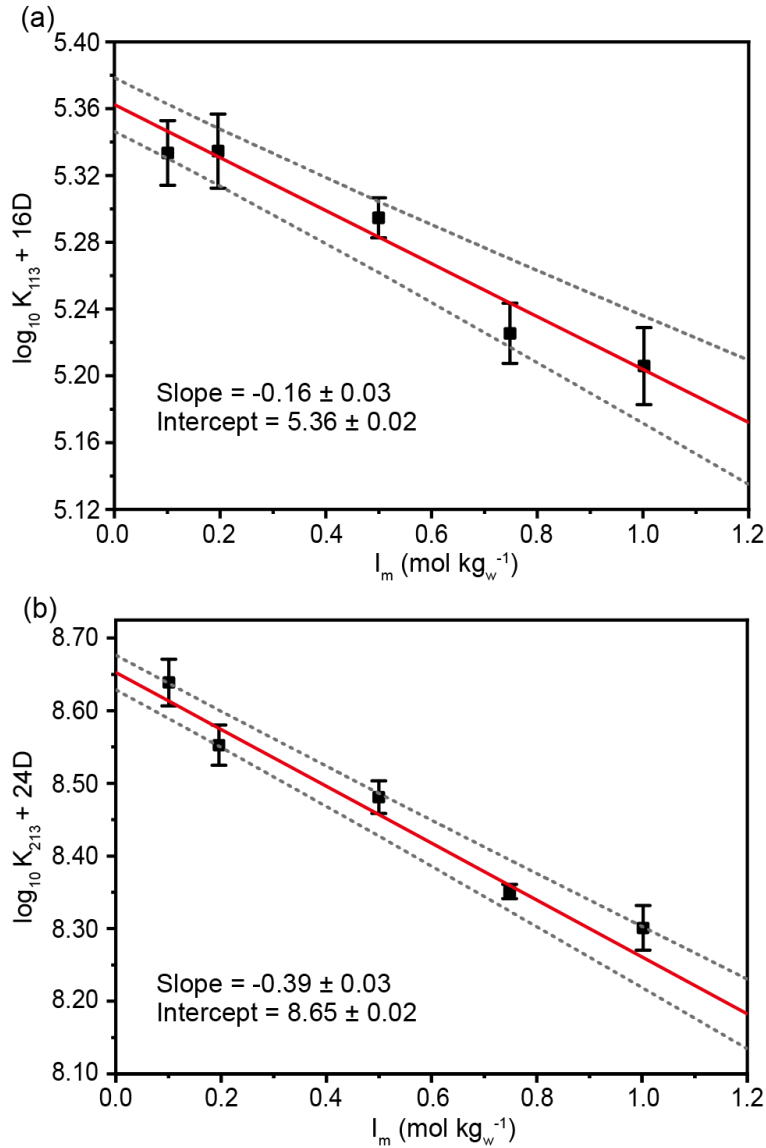 (a)
5.40
5.36
5.32
5.28
5.24
5.20
5.16
5.12
log₁₀ K₁₁₃ + 16D
Slope = -0.16 ± 0.03
Intercept = 5.36 ± 0.02
0.0 0.2 0.4 0.6 0.8 1.0 1.2
Iₘ (mol kg_w⁻¹)
(b)
8.70
8.60
8.50
8.40
8.30
8.20
8.10
log₁₀ K₂₁₃ + 24D
Slope = -0.39 ± 0.03
Intercept = 8.65 ± 0.02
0.0 0.2 0.4 0.6 0.8 1.0 1.2
Iₘ (mol kg_w⁻¹)